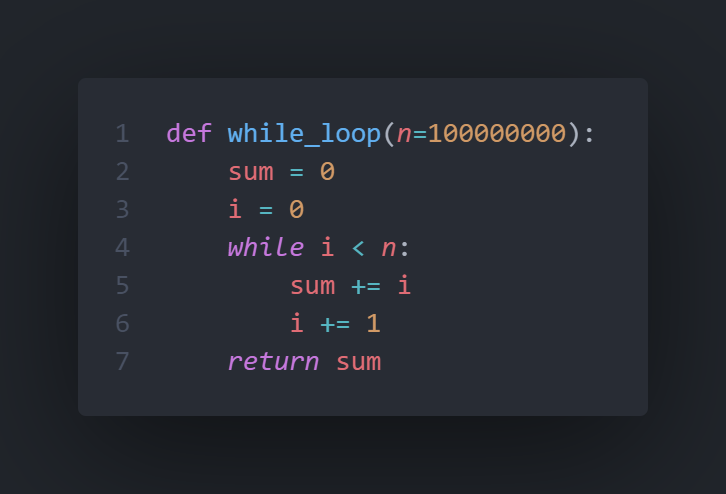 1 def while_loop(n=100000000):
2     sum = 0
3     i = 0
4     while i < n:
5         sum += i
6         i += 1
7     return sum